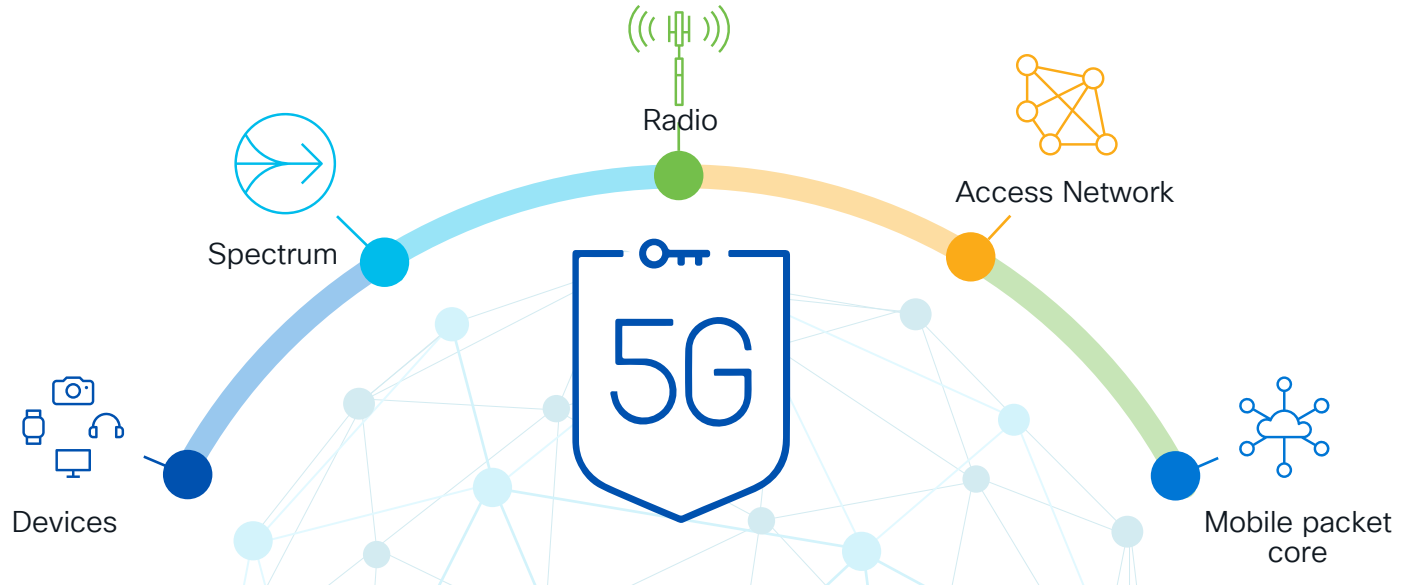 Radio
Access Network
Spectrum
5G
Devices
Mobile packet
core